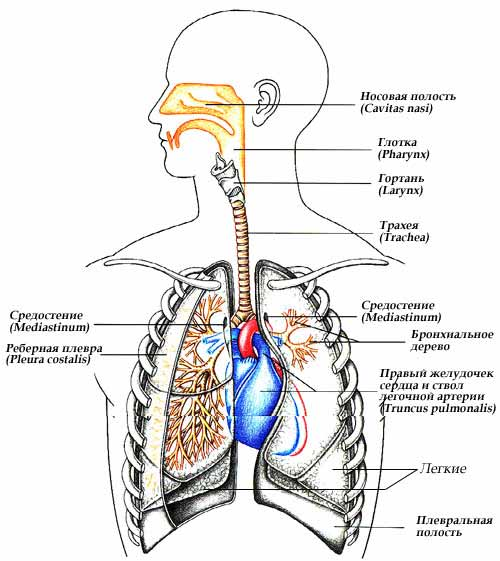 Носовая полость
(Cavitas nasi)
Глотка
(Pharynx)
Гортань
(Larynx)
Трахея
(Trachea)
Средостение
(Mediastinum)
Реберная плевра
(Pleura costalis)
Средостение
(Mediastinum)
Бронхиальное
дерево
Правый желудочек
сердца и ствол
легочной артерии
(Truncus pulmonalis)
Легкие
Плевральная
полость